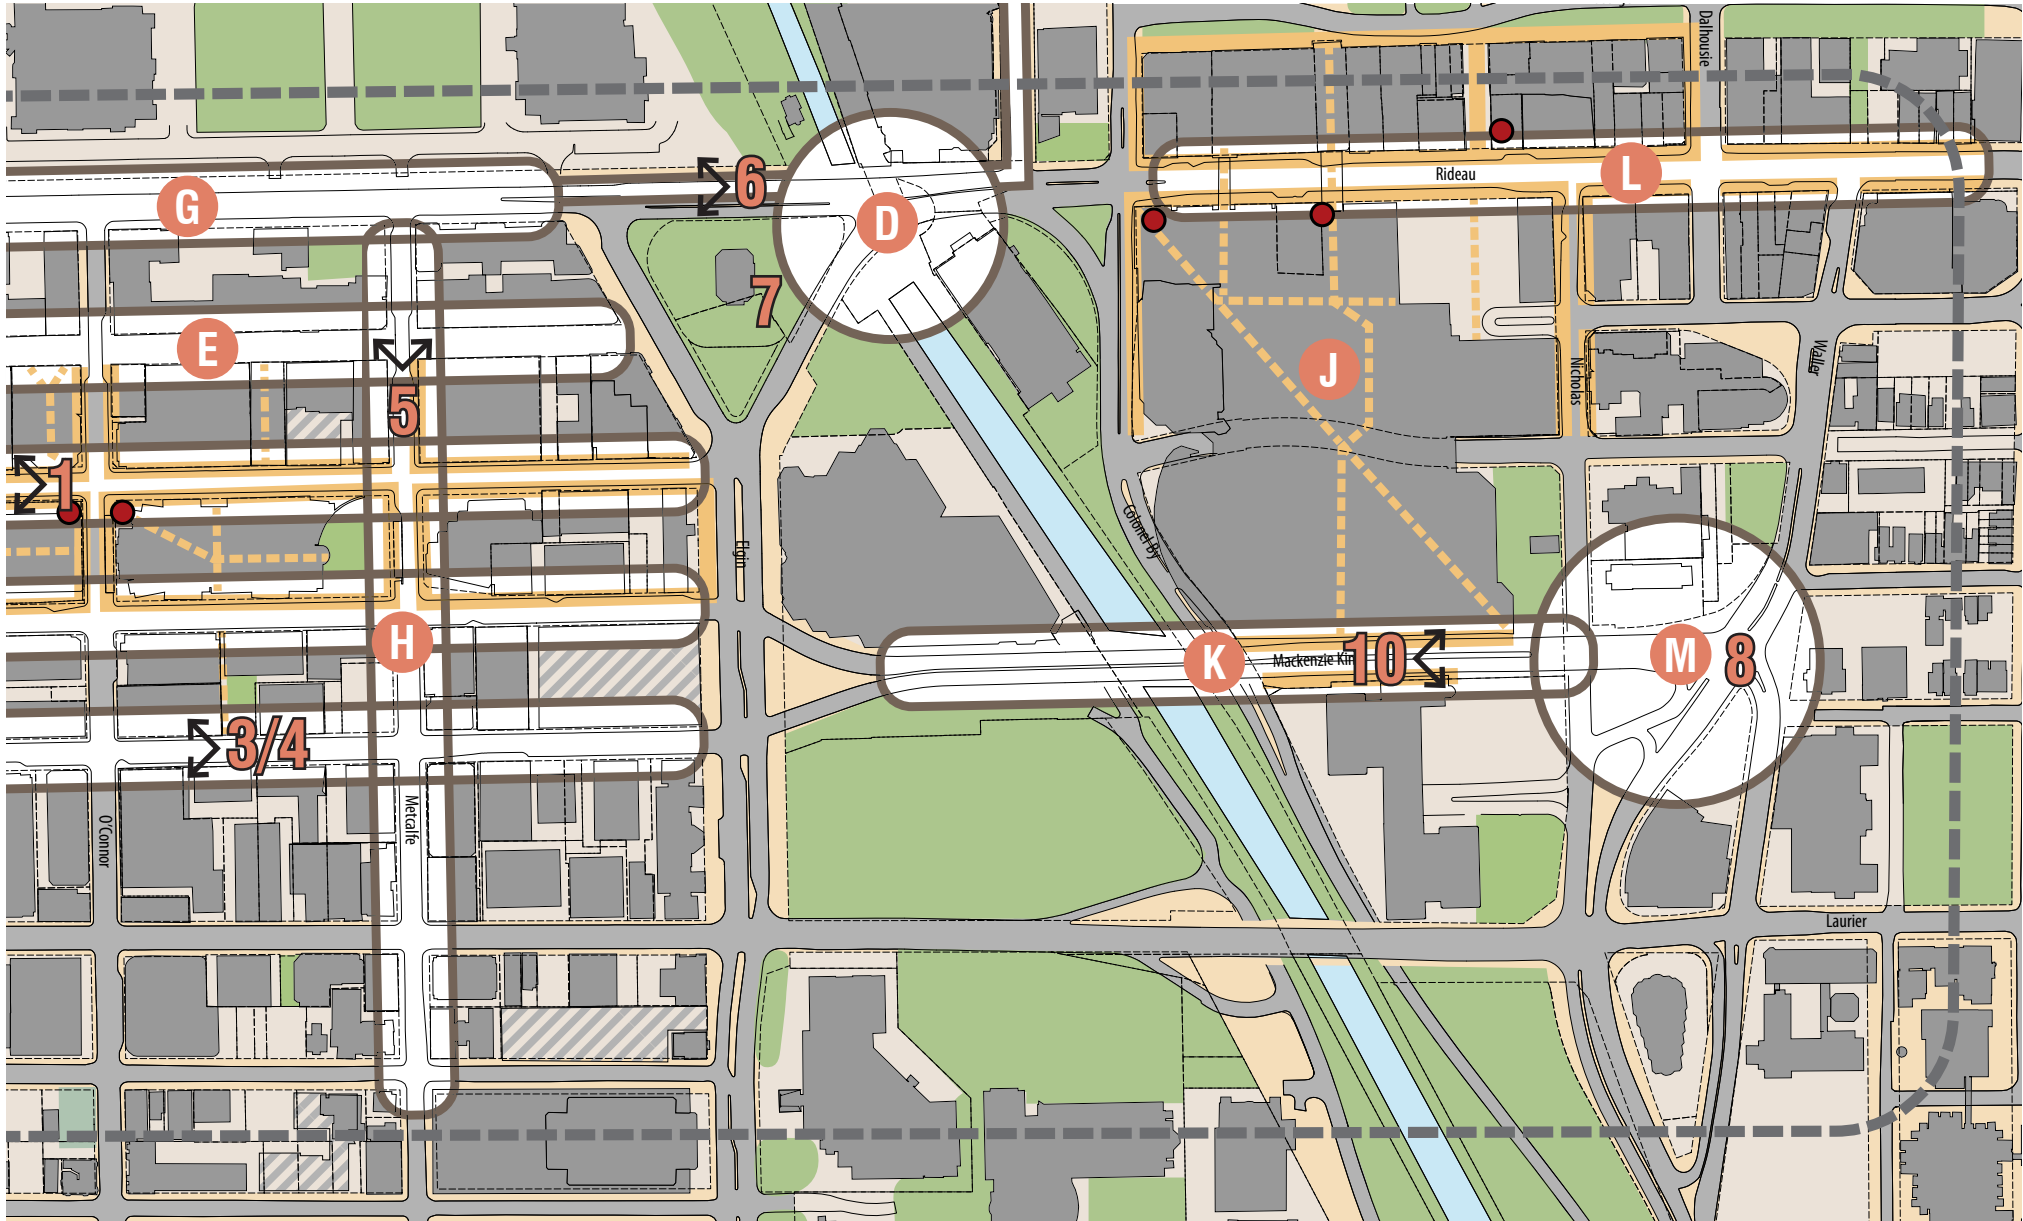 Dalhousie
6
G
D
Rideau
L
7
E
5
J
Nicholas
Waller
1
Colonel By
Elgin
H
K
Mackenzie Kin
10
M
8
3/4
O'Connor
Metcalfe
Laurier